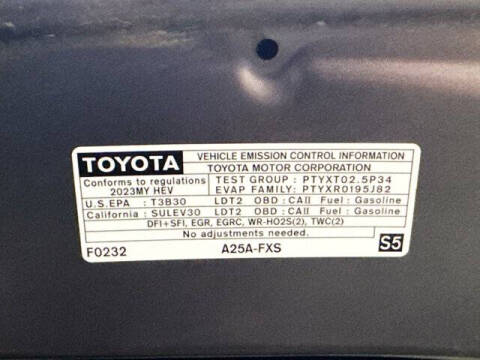 TOYOTA
VEHICLE EMISSION CONTROL INFORMATION
TOYOTA MOTOR CORPORATION
Conforms to regulations
2023MY HEV
TEST GROUP : PTYXT02.5P34
EVAP FAMILY: PTYXR0195J82
U.S.EPA : T3B30 LDT2 OBD : CAII Fuel : Gasoline
California : SULEV30 LDT2 OBD : CAII Fuel : Gasoline
DFI+SFI, EGR, EGRC, WR-HO2S(2), TWC(2)
No adjustments needed.
F0232 A25A-FXS S5